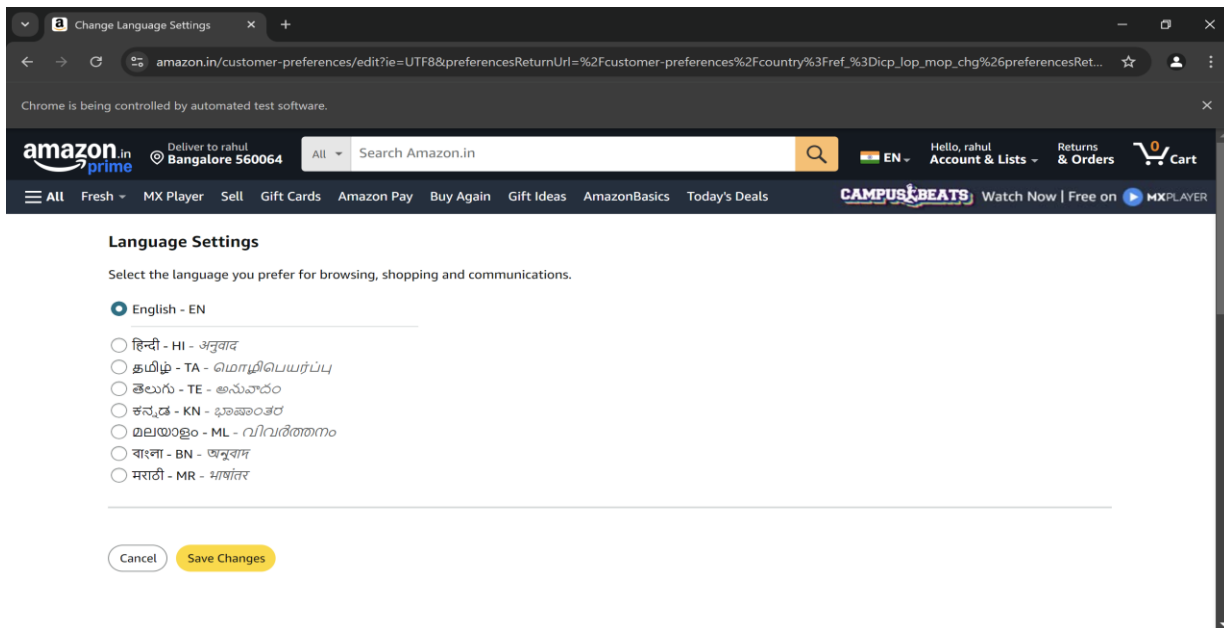 Change Language Settings
amazon.in/customer-preferences/edit?ie=UTF8&preferencesReturnUrl=%2Fcustomer-preferences%2Fcountry%3Fref_%3Dicp_lop_mop_chg%26preferencesRet...
Chrome is being controlled by automated test software.
amazon.in prime Deliver to rahul Bangalore 560064 All Search Amazon.in EN Hello, rahul Account & Lists Returns & Orders 0 Cart
All Fresh MX Player Sell Gift Cards Amazon Pay Buy Again Gift Ideas AmazonBasics Today's Deals CAMPUS BEATS Watch Now | Free on MXPLAYER
Language Settings
Select the language you prefer for browsing, shopping and communications.
English - EN
हिन्दी - HI - अनुवाद
தமிழ் - TA - மொழிபெயர்ப்பு
తెలుగు - TE - అనువాదం
ಕನ್ನಡ - KN - ಭಾಷಾಂತರ
മലയാളം - ML - വിവർത്തനം
বাংলা - BN - অনুবাদ
मराठी - MR - भाषांतर
Cancel Save Changes